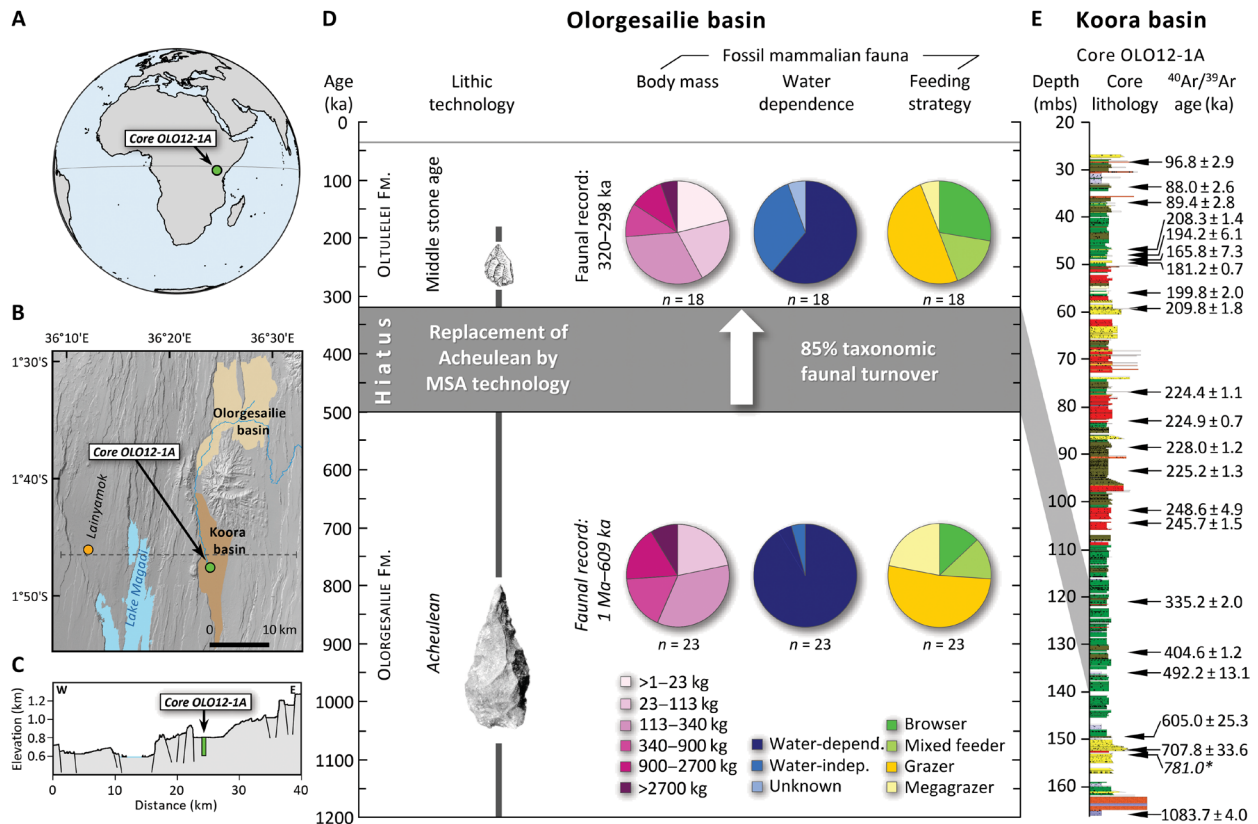 A
Core OLO12-1A
B
36°10′E
36°20′E
36°30′E
1°30′S
1°40′S
1°50′S
Olorgesailie
basin
Core OLO12-1A
Lainyamok
Koora
basin
Lake Magadi
0
10 km
C
W
E
Core OLO12-1A
Elevation (km)
1.2
1.0
0.8
0.6
0
10
20
30
40
Distance (km)
D
Olorgesailie basin
Fossil mammalian fauna
Age
(ka)
Lithic
technology
Body mass
Water
dependence
Feeding
strategy
0
100
200
300
400
500
600
700
800
900
1000
1100
1200
OLTULELEI FM.
Middle stone age
Faunal record:
320–298 ka
n = 18
n = 18
n = 18
Hiatus
Replacement of
Acheulean by
MSA technology
85% taxonomic
faunal turnover
OLORGESAILIE FM.
Acheulean
Faunal record:
1 Ma–609 ka
n = 23
n = 23
n = 23
>1–23 kg
23–113 kg
113–340 kg
340–900 kg
900–2700 kg
>2700 kg
Water-depend.
Water-indep.
Unknown
Browser
Mixed feeder
Grazer
Megagrazer
E
Koora basin
Core OLO12-1A
Depth
(mbs)
Core
lithology
40Ar/39Ar
age (ka)
20
30
40
50
60
70
80
90
100
110
120
130
140
150
160
96.8 ± 2.9
88.0 ± 2.6
89.4 ± 2.8
208.3 ± 1.4
194.2 ± 6.1
165.8 ± 7.3
181.2 ± 0.7
199.8 ± 2.0
209.8 ± 1.8
224.4 ± 1.1
224.9 ± 0.7
228.0 ± 1.2
225.2 ± 1.3
248.6 ± 4.9
245.7 ± 1.5
335.2 ± 2.0
404.6 ± 1.2
492.2 ± 13.1
605.0 ± 25.3
707.8 ± 33.6
781.0*
1083.7 ± 4.0